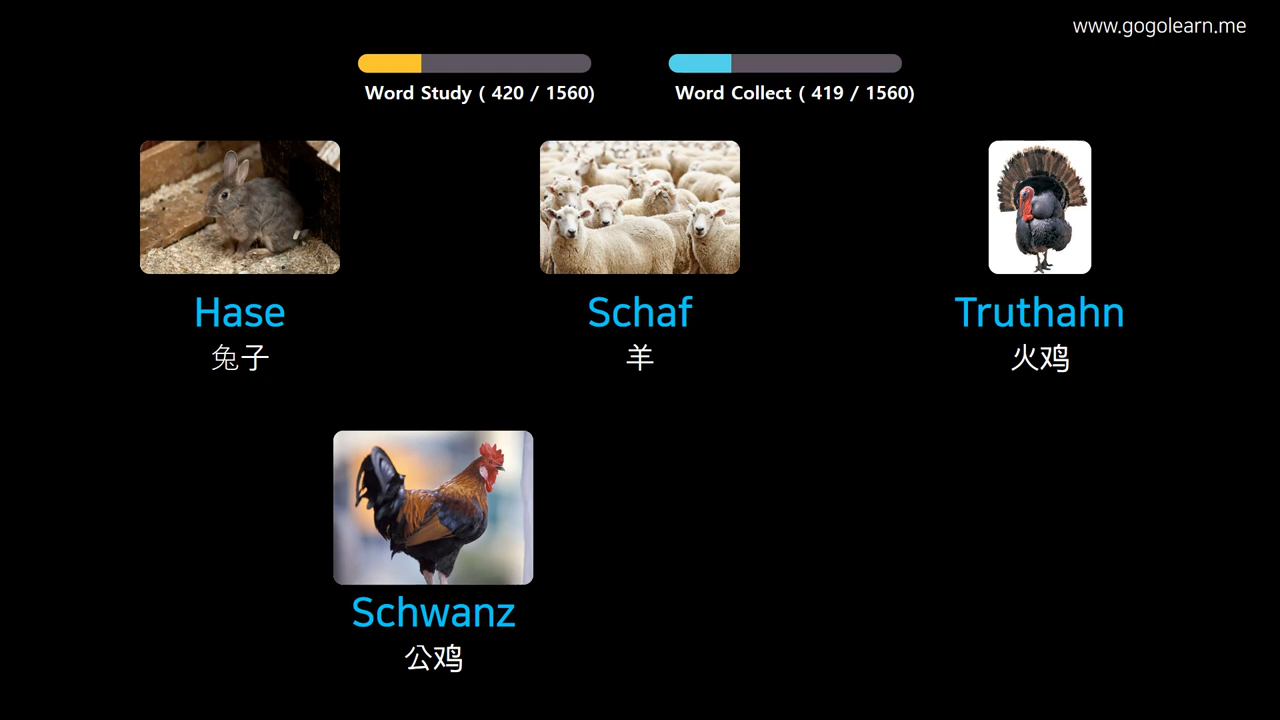 www.gogolearn.me
Word Study ( 420 / 1560)
Word Collect ( 419 / 1560)
Hase
兔子
Schaf
羊
Truthahn
火鸡
Schwanz
公鸡